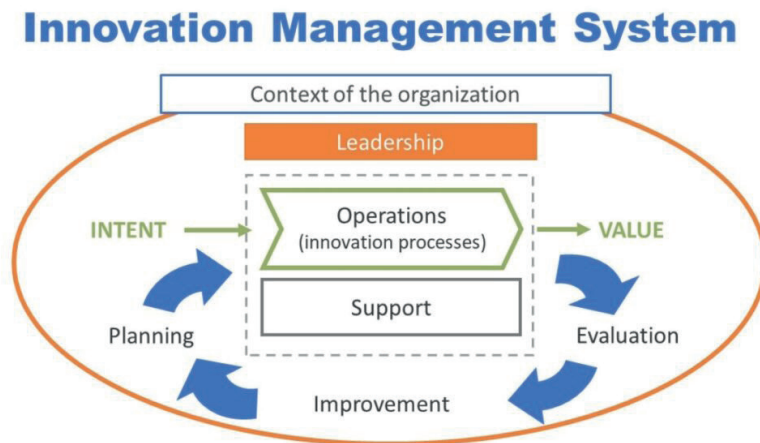 Innovation Management System
Context of the organization
Leadership
INTENT
Operations
(innovation processes)
VALUE
Support
Planning
Evaluation
Improvement